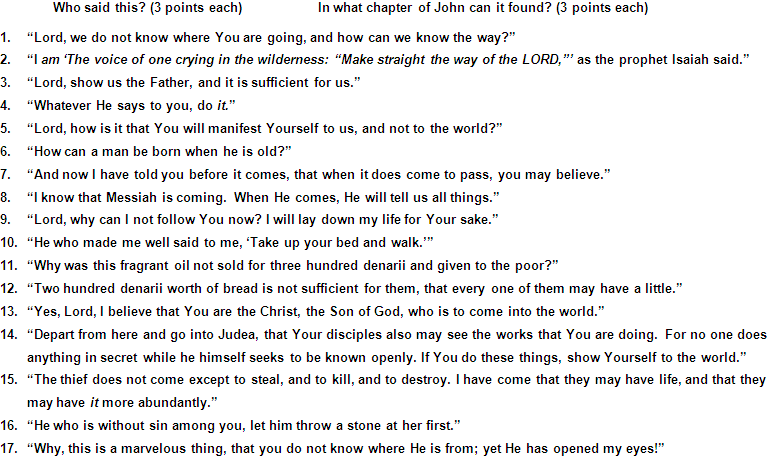 Who said this? (3 points each) In what chapter of John can it found? (3 points each)
1. “Lord, we do not know where You are going, and how can we know the way?”
2. “I am ‘The voice of one crying in the wilderness: “Make straight the way of the LORD,”’ as the prophet Isaiah said.”
3. “Lord, show us the Father, and it is sufficient for us.”
4. “Whatever He says to you, do it.”
5. “Lord, how is it that You will manifest Yourself to us, and not to the world?”
6. “How can a man be born when he is old?”
7. “And now I have told you before it comes, that when it does come to pass, you may believe.”
8. “I know that Messiah is coming. When He comes, He will tell us all things.”
9. “Lord, why can I not follow You now? I will lay down my life for Your sake.”
10. “He who made me well said to me, ‘Take up your bed and walk.’”
11. “Why was this fragrant oil not sold for three hundred denarii and given to the poor?”
12. “Two hundred denarii worth of bread is not sufficient for them, that every one of them may have a little.”
13. “Yes, Lord, I believe that You are the Christ, the Son of God, who is to come into the world.”
14. “Depart from here and go into Judea, that Your disciples also may see the works that You are doing. For no one does
anything in secret while he himself seeks to be known openly. If You do these things, show Yourself to the world.”
15. “The thief does not come except to steal, and to kill, and to destroy. I have come that they may have life, and that they
may have it more abundantly.”
16. “He who is without sin among you, let him throw a stone at her first.”
17. “Why, this is a marvelous thing, that you do not know where He is from; yet He has opened my eyes!”